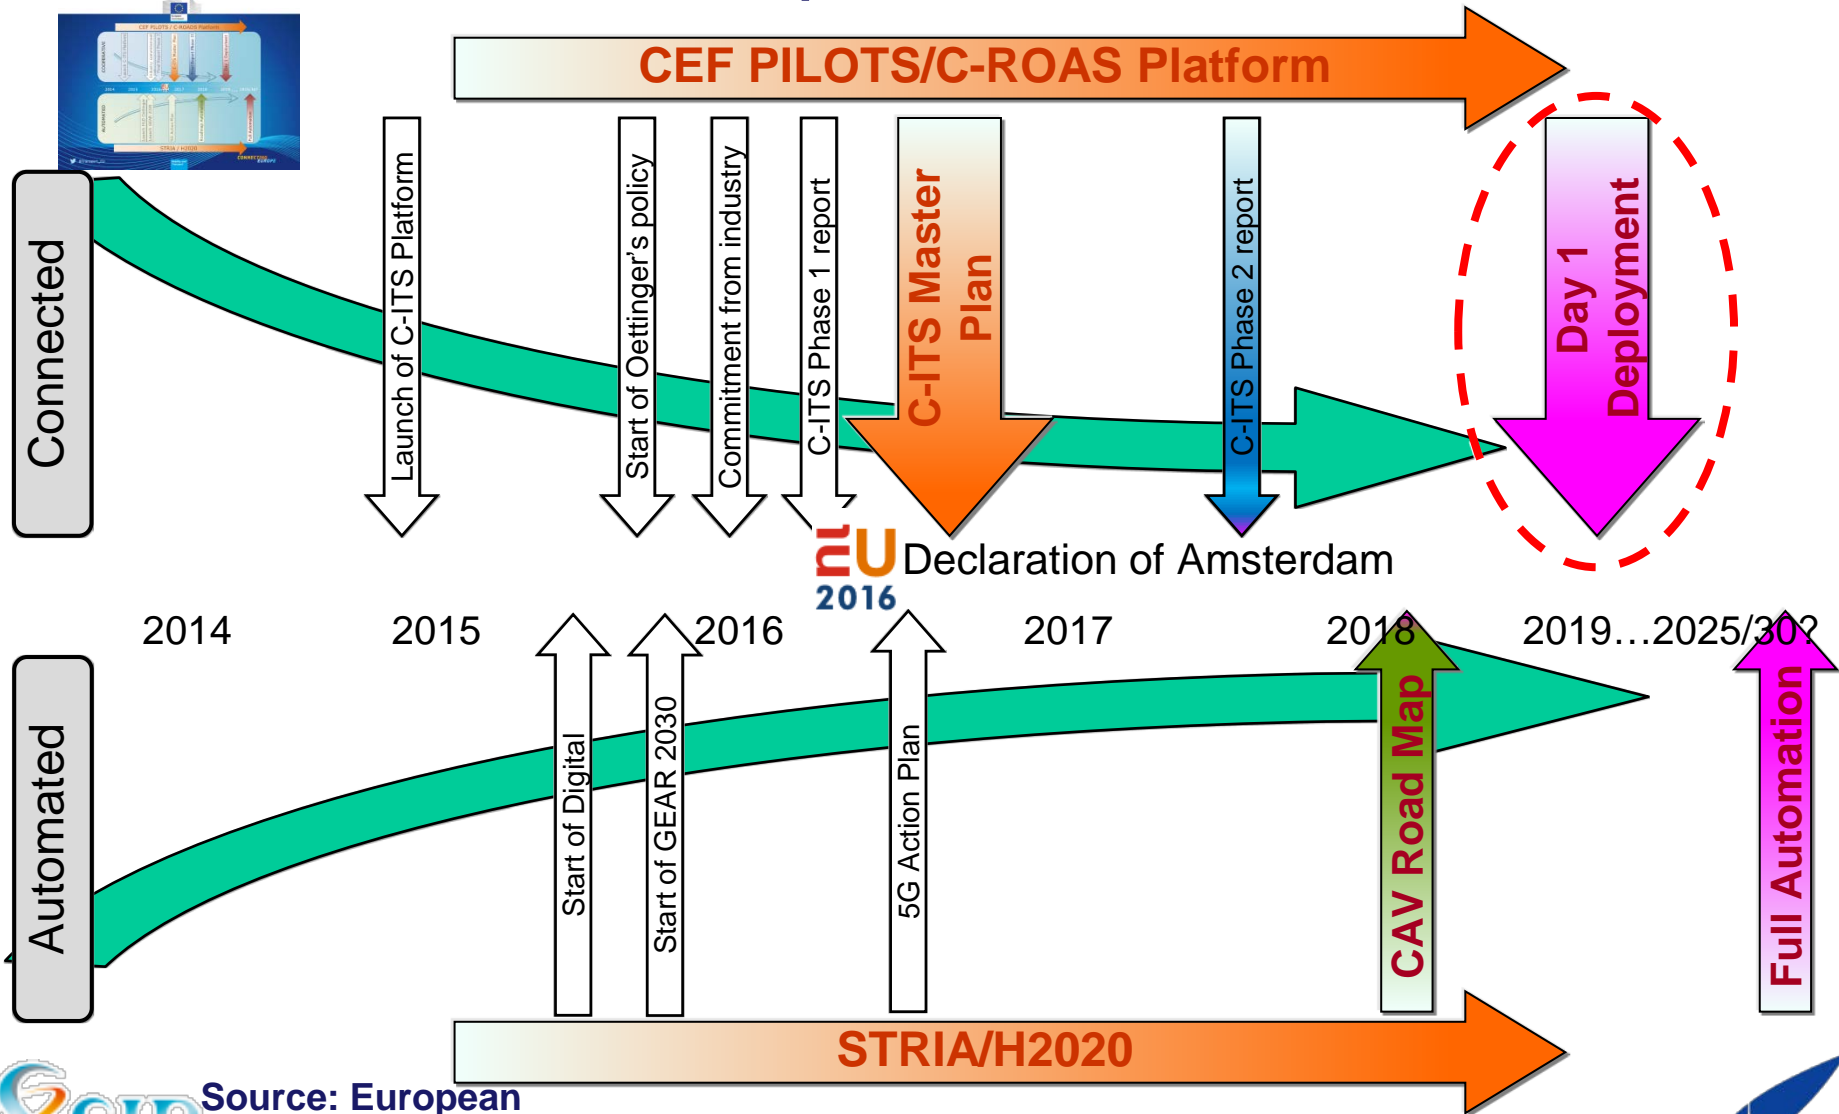 CEF PILOTS/C-ROAS Platform
Connected
Launch of C-ITS Platform
Start of Oettinger's policy
Commitment from industry
C-ITS Phase 1 report
C-ITS Master
Plan
C-ITS Phase 2 report
Day 1
Deployment
nU
2016
Declaration of Amsterdam
2014
2015
2016
2017
2018
2019…2025/30?
Automated
Start of Digital
Start of GEAR 2030
5G Action Plan
CAV Road Map
Full Automation
STRIA/H2020
Source: European